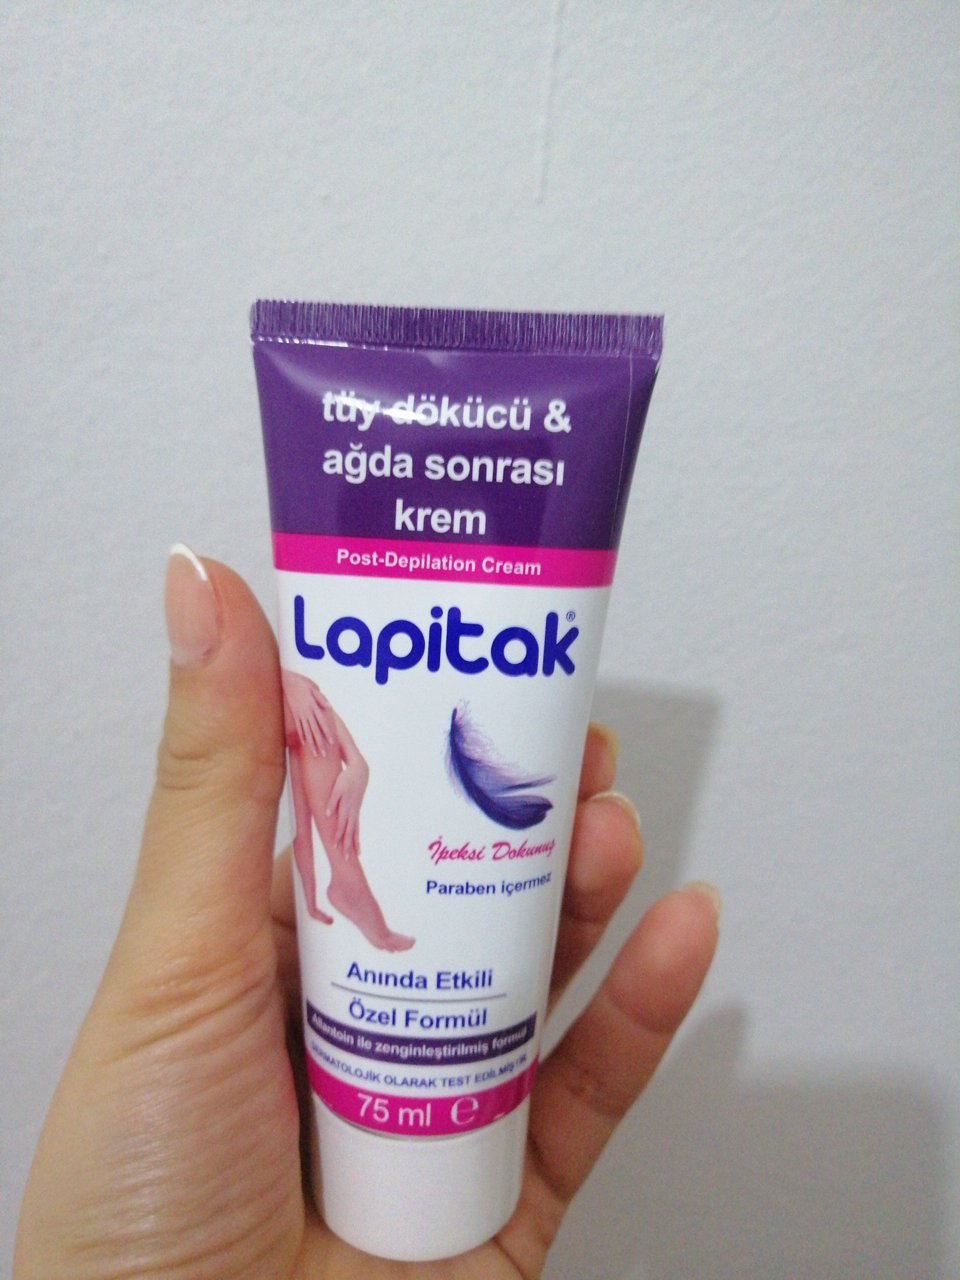 tüy dökücü &
ağda sonrası
krem
Post-Depilation Cream
Lapitak®
İpeksi Dokunuş
Paraben içermez
Anında Etkili
Özel Formül
Allantoin ile zenginleştirilmiş formül
DERMATOLOJİK OLARAK TEST EDİLMİŞTİR
75 ml ℮